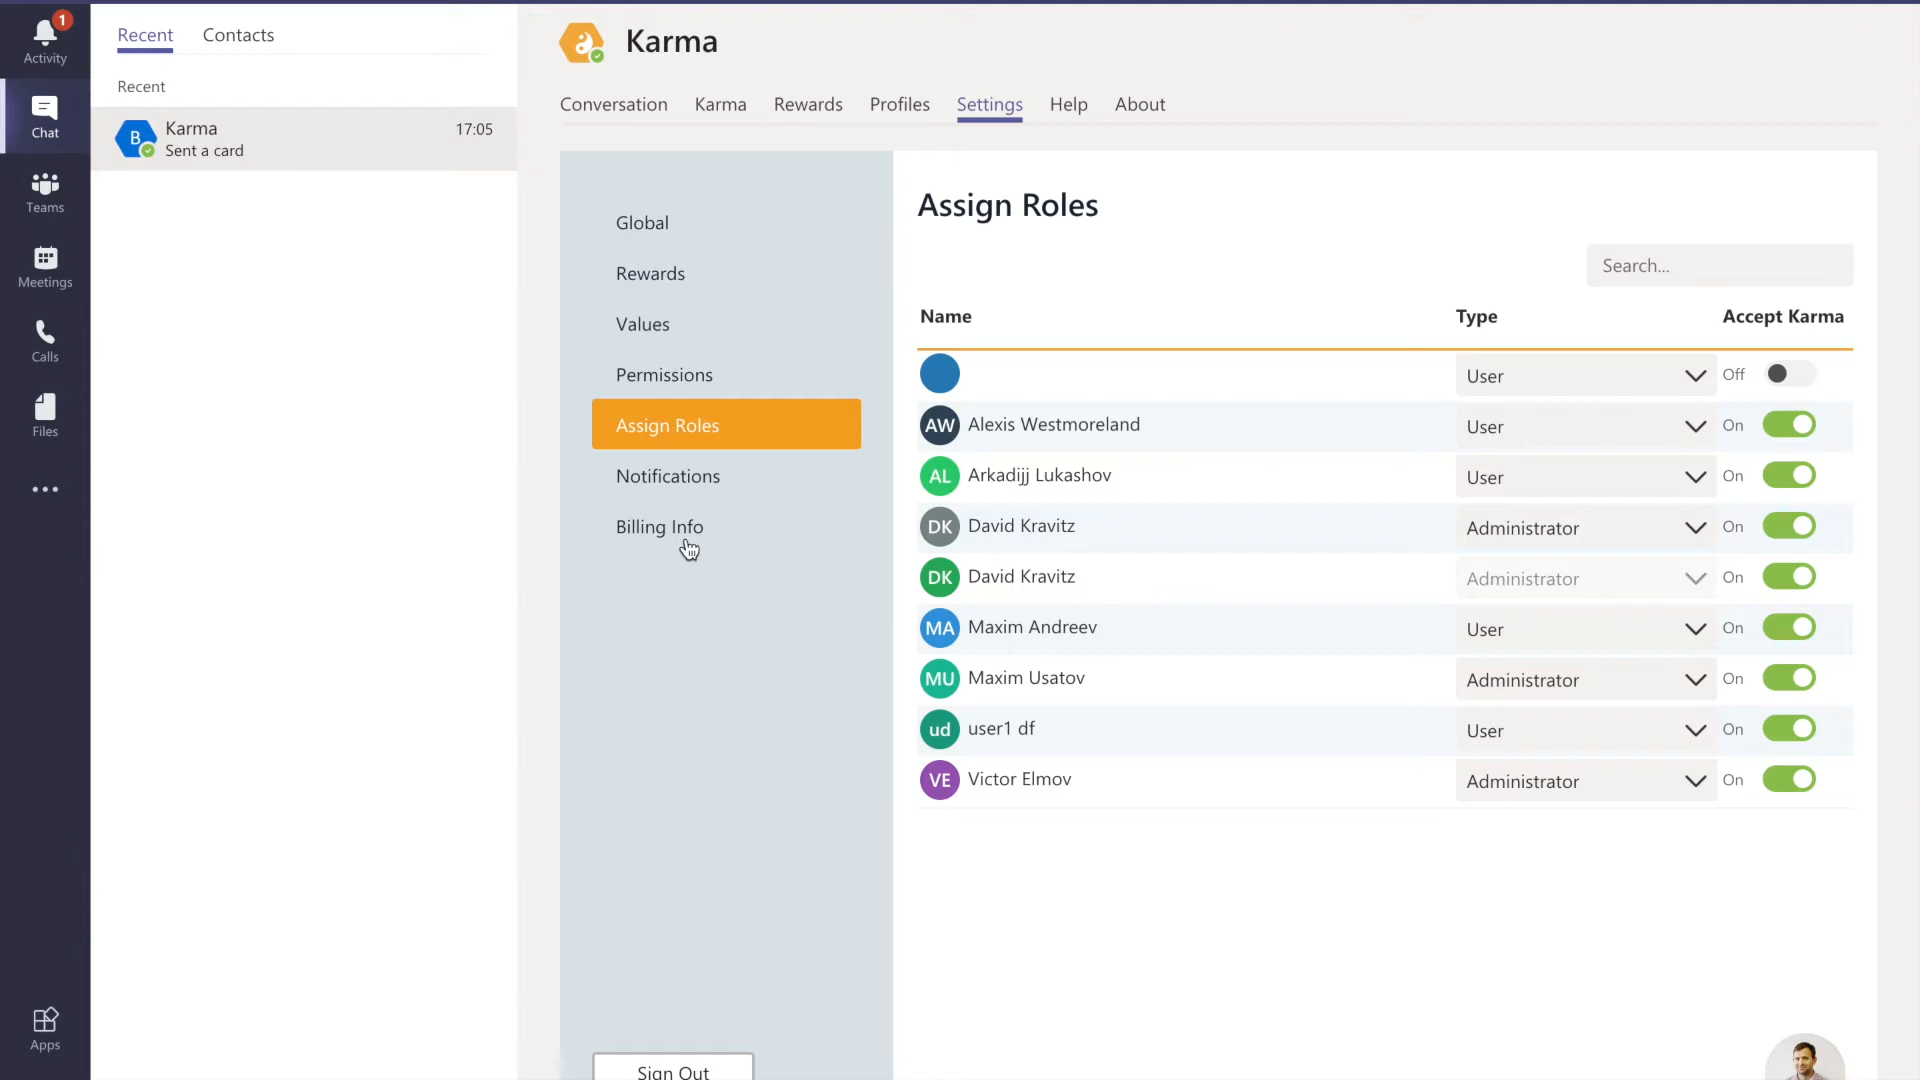 1
Activity
Chat
Teams
Meetings
Calls
Files
Apps
Recent Contacts
Recent
B
Karma 17:05
Sent a card
Karma
Conversation Karma Rewards Profiles Settings Help About
Global
Rewards
Values
Permissions
Assign Roles
Notifications
Billing Info
Sign Out
Assign Roles
Search...
Name Type Accept Karma
User Off
AW Alexis Westmoreland User On
AL Arkadijj Lukashov User On
DK David Kravitz Administrator On
DK David Kravitz Administrator On
MA Maxim Andreev User On
MU Maxim Usatov Administrator On
ud user1 df User On
VE Victor Elmov Administrator On